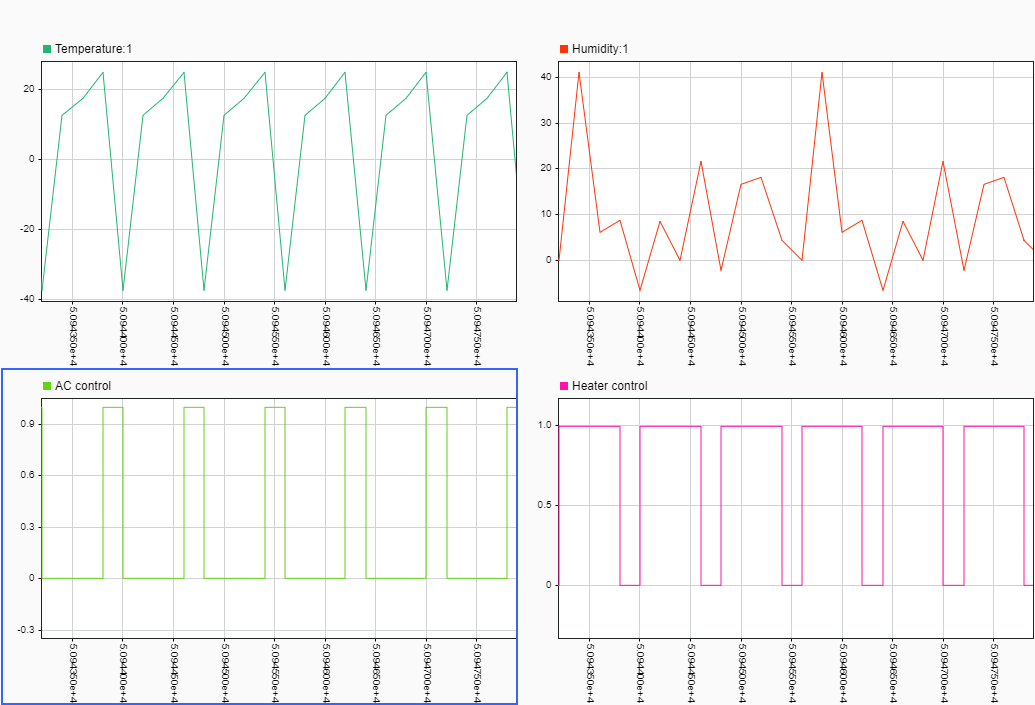 Temperature:1
20
0
-20
-40
5.094350e+4
5.094400e+4
5.094450e+4
5.094500e+4
5.094550e+4
5.094600e+4
5.094650e+4
5.094700e+4
5.094750e+4
Humidity:1
40
30
20
10
0
5.094350e+4
5.094400e+4
5.094450e+4
5.094500e+4
5.094550e+4
5.094600e+4
5.094650e+4
5.094700e+4
5.094750e+4
AC control
0.9
0.6
0.3
0
-0.3
5.094350e+4
5.094400e+4
5.094450e+4
5.094500e+4
5.094550e+4
5.094600e+4
5.094650e+4
5.094700e+4
5.094750e+4
Heater control
1.0
0.5
0
5.094350e+4
5.094400e+4
5.094450e+4
5.094500e+4
5.094550e+4
5.094600e+4
5.094650e+4
5.094700e+4
5.094750e+4